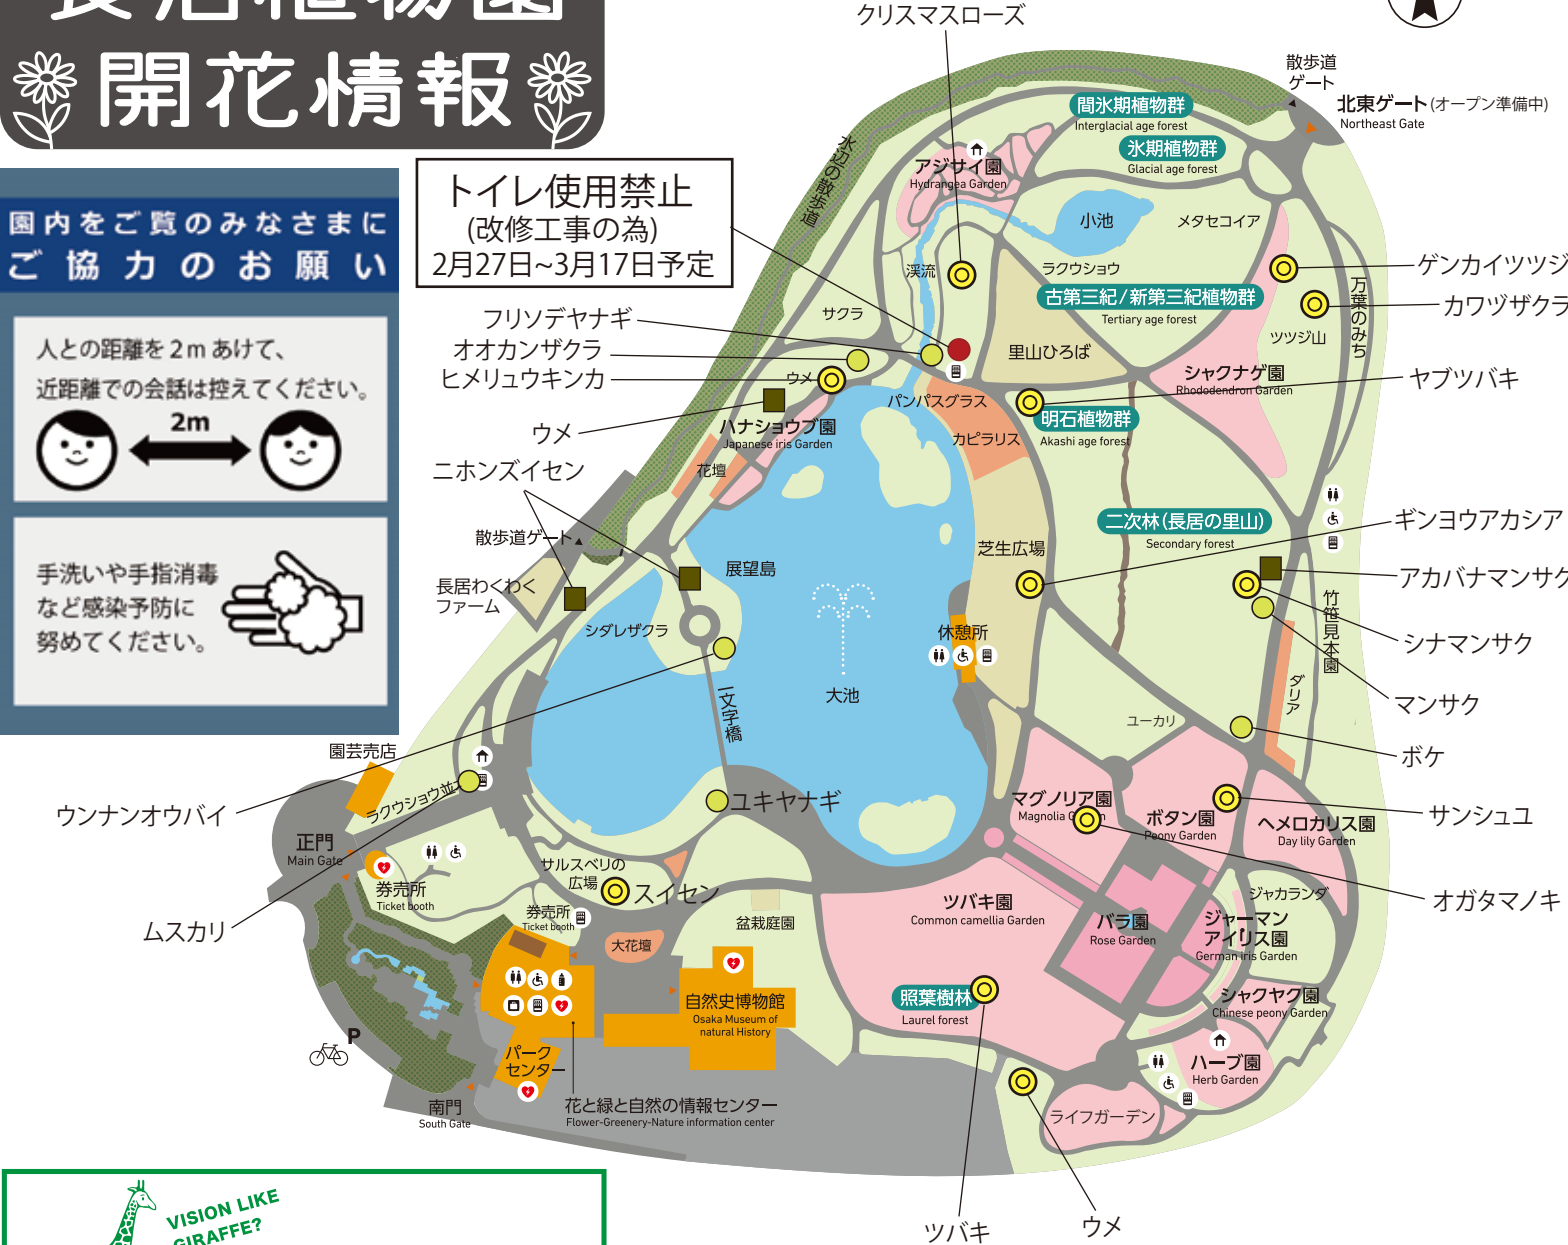 長居植物園
開花情報
園内をご覧のみなさまに
ご協力のお願い
人との距離を2mあけて、
近距離での会話は控えてください。
2m
手洗いや手指消毒
など感染予防に
努めてください。
トイレ使用禁止
(改修工事の為)
2月27日~3月17日予定
クリスマスローズ
散歩道
ゲート
北東ゲート(オープン準備中)
Northeast Gate
間氷期植物群
Interglacial age forest
氷期植物群
Glacial age forest
水辺の散歩道
アジサイ園
Hydrangea Garden
小池
メタセコイア
渓流
ラクウショウ
古第三紀/新第三紀植物群
Tertiary age forest
ゲンカイツツジ
カワヅザクラ
万葉のみち
ツツジ山
サクラ
フリソデヤナギ
オオカンザクラ
ヒメリュウキンカ
ウメ
里山ひろば
シャクナゲ園
Rhododendron Garden
ヤブツバキ
パンパスグラス
明石植物群
Akashi age forest
カピラリス
ウメ
ハナショウブ園
Japanese iris Garden
花壇
ニホンズイセン
散歩道ゲート
二次林(長居の里山)
Secondary forest
ギンヨウアカシア
芝生広場
展望島
長居わくわく
ファーム
アカバナマンサク
シダレザクラ
竹笹見本園
休憩所
シナマンサク
大池
一文字橋
ダリア
マンサク
ユーカリ
ボケ
園芸売店
ラクウショウ並木
ウンナンオウバイ
ユキヤナギ
マグノリア園
Magnolia Garden
ボタン園
Peony Garden
サンシュユ
ヘメロカリス園
Day lily Garden
正門
Main Gate
券売所
Ticket booth
サルスベリの
広場
スイセン
券売所
Ticket booth
ムスカリ
大花壇
盆栽庭園
ツバキ園
Common camellia Garden
バラ園
Rose Garden
ジャカランダ
ジャーマン
アイリス園
German iris Garden
オガタマノキ
自然史博物館
Osaka Museum of
natural History
照葉樹林
Laurel forest
シャクヤク園
Chinese peony Garden
P
パーク
センター
ハーブ園
Herb Garden
南門
South Gate
花と緑と自然の情報センター
Flower-Greenery-Nature information center
ライフガーデン
ツバキ
ウメ
VISION LIKE
GIRAFFE?